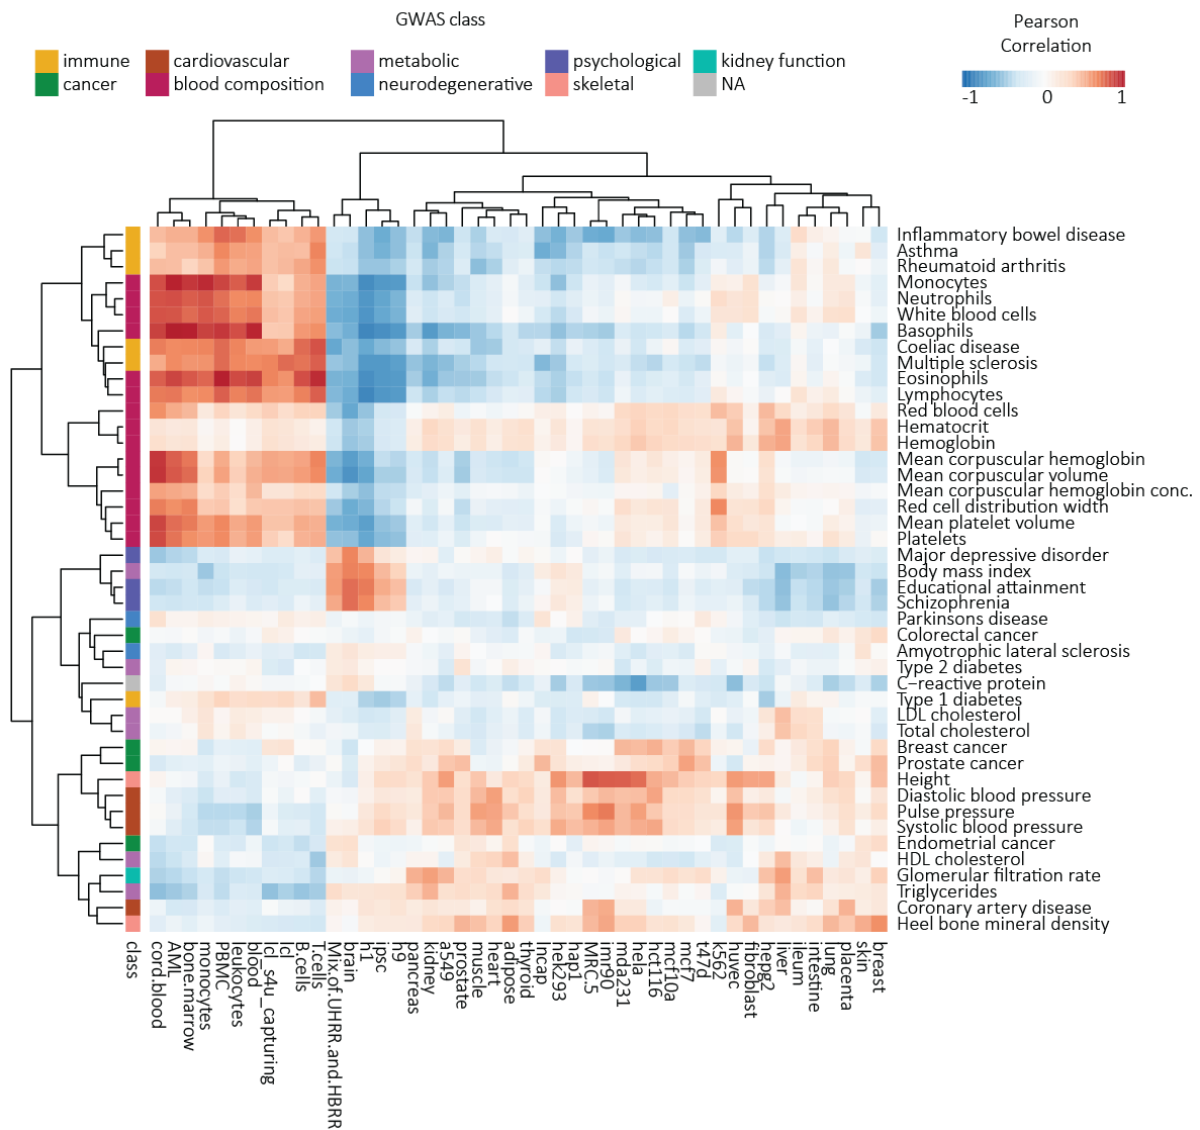 GWAS class
Pearson
Correlation
immune
cardiovascular
metabolic
psychological
kidney function
cancer
blood composition
neurodegenerative
skeletal
NA
-1
0
1
Inflammatory bowel disease
Asthma
Rheumatoid arthritis
Monocytes
Neutrophils
White blood cells
Basophils
Coeliac disease
Multiple sclerosis
Eosinophils
Lymphocytes
Red blood cells
Hematocrit
Hemoglobin
Mean corpuscular hemoglobin
Mean corpuscular volume
Mean corpuscular hemoglobin conc.
Red cell distribution width
Mean platelet volume
Platelets
Major depressive disorder
Body mass index
Educational attainment
Schizophrenia
Parkinsons disease
Colorectal cancer
Amyotrophic lateral sclerosis
Type 2 diabetes
C−reactive protein
Type 1 diabetes
LDL cholesterol
Total cholesterol
Breast cancer
Prostate cancer
Height
Diastolic blood pressure
Pulse pressure
Systolic blood pressure
Endometrial cancer
HDL cholesterol
Glomerular filtration rate
Triglycerides
Coronary artery disease
Heel bone mineral density
class
cord.blood
AML
bone.marrow
monocytes
PBMC
leukocytes
blood
lcl_s4u_capturing
lcl
B.cells
T.cells
Mix.of.UHRR.and.HBRR
brain
h1
ipsc
h9
pancreas
kidney
a549
prostate
muscle
heart
adipose
thyroid
lncap
hek293
hap1
MRC.5
imr90
mda231
hela
hct116
mcf10a
mcf7
t47d
k562
huvec
fibroblast
hepg2
liver
ileum
intestine
lung
placenta
skin
breast